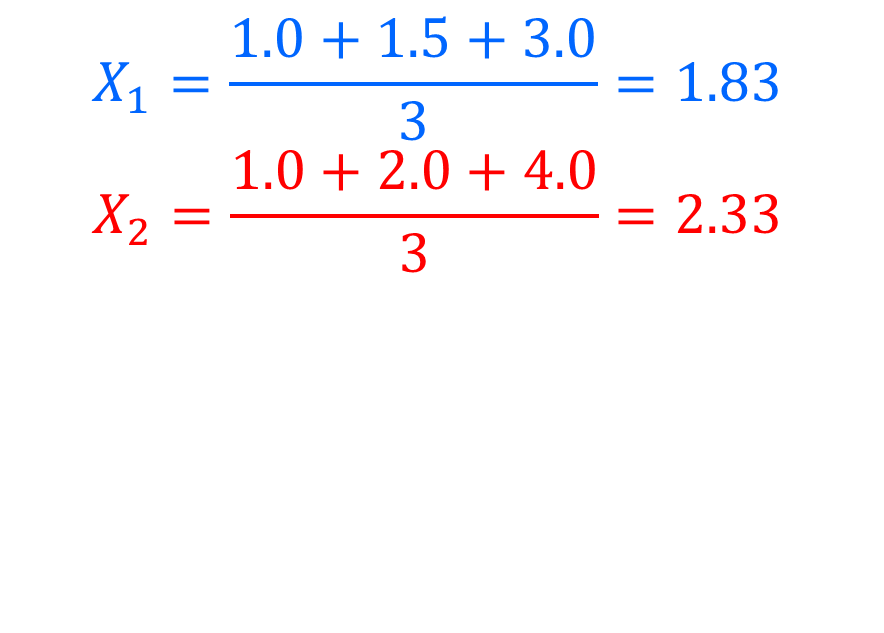 X₁ = (1.0 + 1.5 + 3.0)/3 = 1.83
X₂ = (1.0 + 2.0 + 4.0)/3 = 2.33